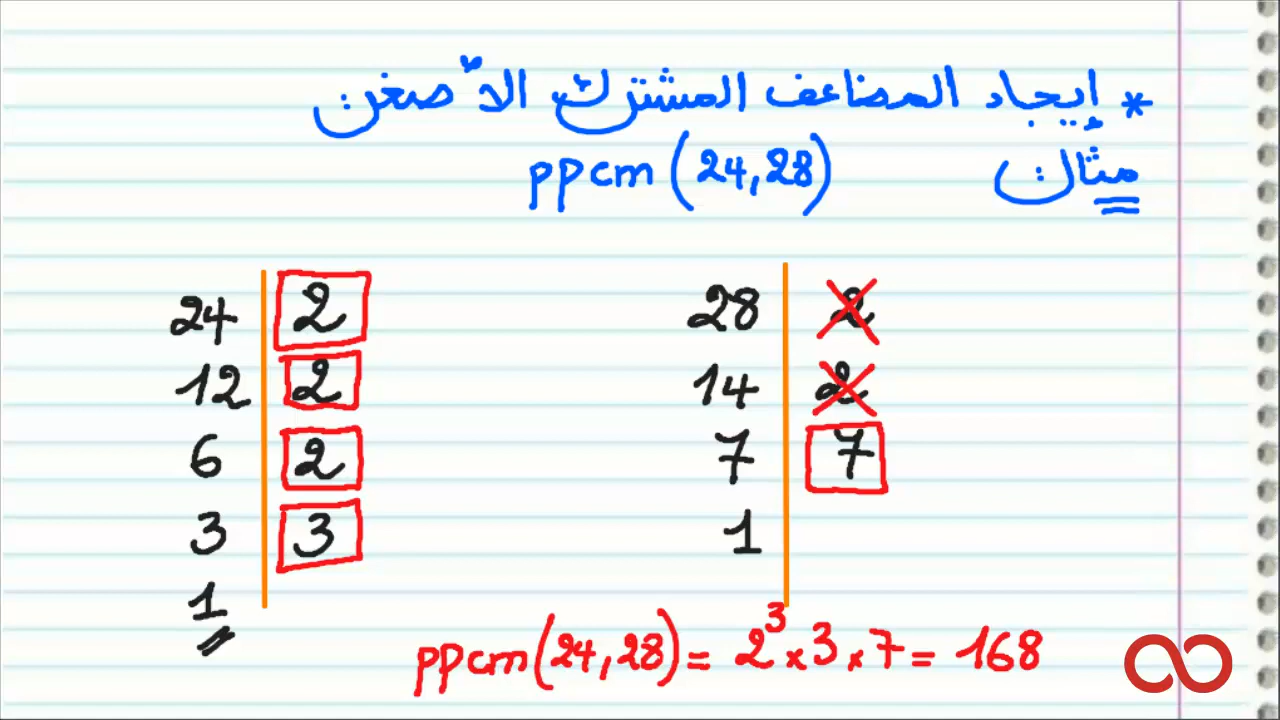 * إيجاد المضاعف المشترك الأصغر:
مثال: ppcm (24,28)
24 | 2
12 | 2
6 | 2
3 | 3
1
28 | 2
14 | 2
7 | 7
1
ppcm (24,28) = 2³ × 3 × 7 = 168